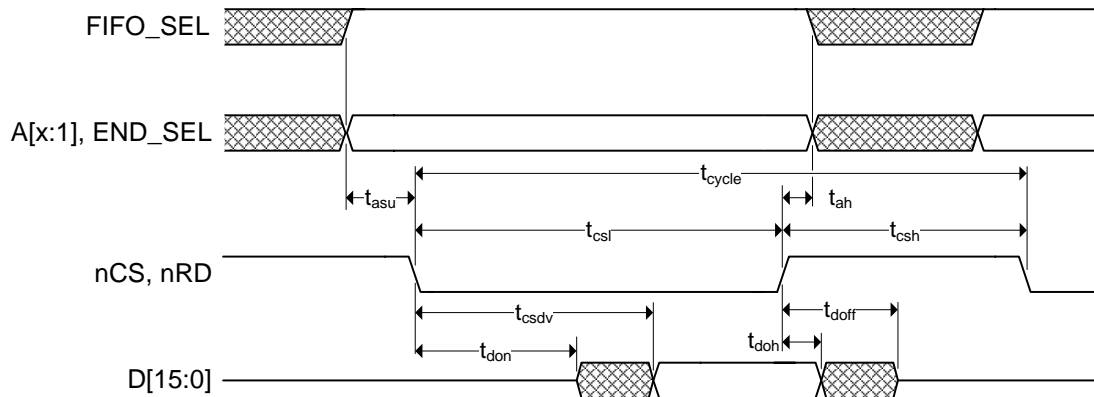 FIFO_SEL
A[x:1], END_SEL
tcycle
tasu
tah
tcsl
tcsh
nCS, nRD
tcsdv
tdoff
tdon
tdoh
D[15:0]